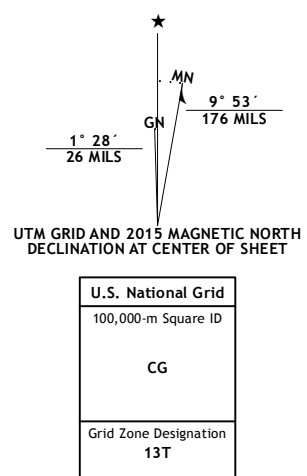 ★
MN
GN
9° 53´
176 MILS
1° 28´
26 MILS
UTM GRID AND 2015 MAGNETIC NORTH
DECLINATION AT CENTER OF SHEET
U.S. National Grid
100,000-m Square ID
CG
Grid Zone Designation
13T